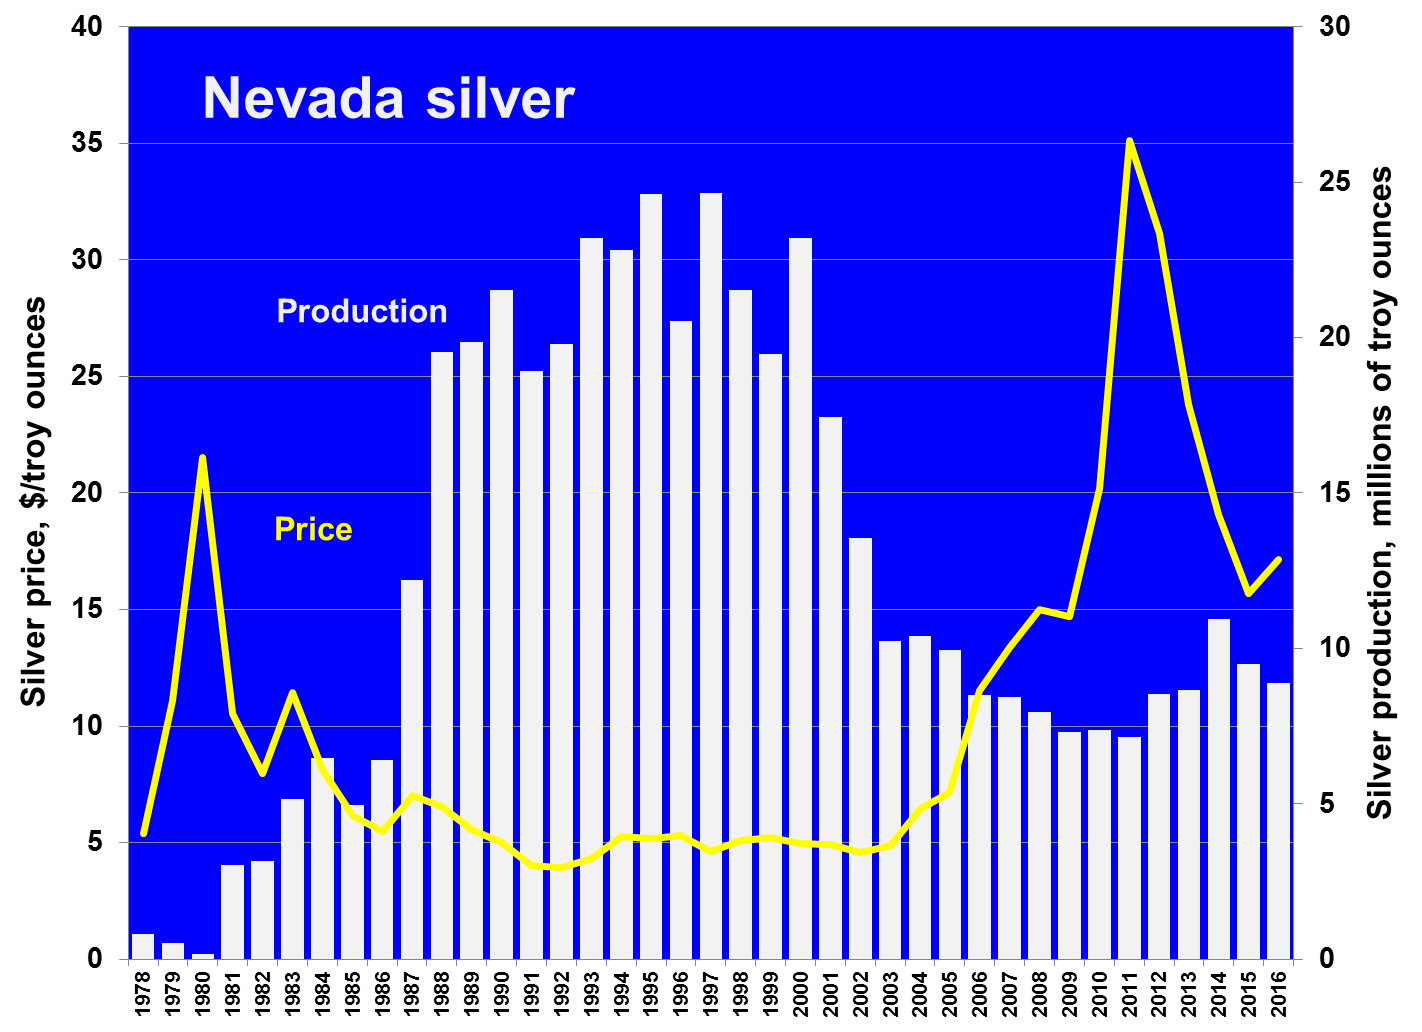 Nevada silver
Production
Price
Silver price, $/troy ounces
40
35
30
25
20
15
10
5
0
Silver production, millions of troy ounces
30
25
20
15
10
5
0
1978 1979 1980 1981 1982 1983 1984 1985 1986 1987 1988 1989 1990 1991 1992 1993 1994 1995 1996 1997 1998 1999 2000 2001 2002 2003 2004 2005 2006 2007 2008 2009 2010 2011 2012 2013 2014 2015 2016